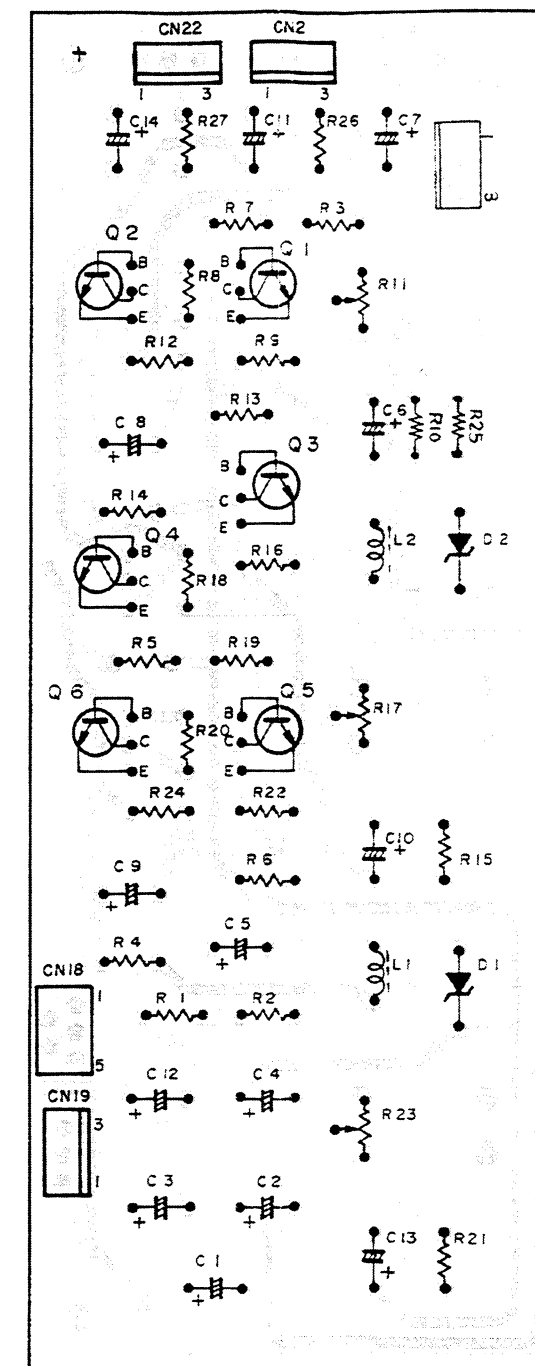 CN22 CN2
+ 1 3 1 3
C14 + R27 C11 + R26 C7 + 1 3
R7 R3
Q2 Q1
B R8 B R11
C C
E E
R12 R9
R13
C8 + C6 + R10 R25
Q3
B
C
E
R14
Q4 L2 D2
B R16
C R18
E
R5 R19
Q6 Q5
B B R17
C R20 C
E E
R24 R22
C10 + R15
C9 + R6
C5 +
R4
CN18 L1 D1
1 R1 R2
5
C12 + C4 +
CN19 R23
3
1 C3 + C2 +
C13 + R21
C1 +